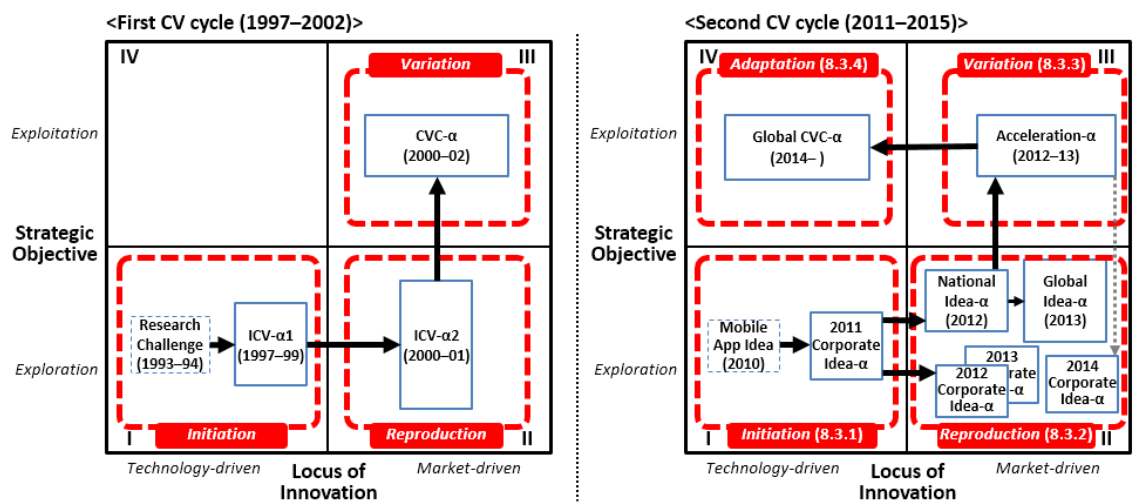 <First CV cycle (1997–2002)>
IV
III
Variation
Exploitation
CVC-α
(2000–02)
Strategic
Objective
Research
Challenge
(1993–94)
ICV-α1
(1997–99)
ICV-α2
(2000–01)
Exploration
I
Initiation
Reproduction
II
Technology-driven
Locus of
Innovation
Market-driven
<Second CV cycle (2011–2015)>
IV
III
Adaptation (8.3.4)
Variation (8.3.3)
Exploitation
Global CVC-α
(2014– )
Acceleration-α
(2012–13)
Strategic
Objective
National
Idea-α
(2012)
Global
Idea-α
(2013)
Mobile
App Idea
(2010)
2011
Corporate
Idea-α
Exploration
2013
-α
2012
Corporate
Idea-α
2014
Corporate
Idea-α
I
Initiation (8.3.1)
Reproduction (8.3.2)
II
Technology-driven
Locus of
Innovation
Market-driven